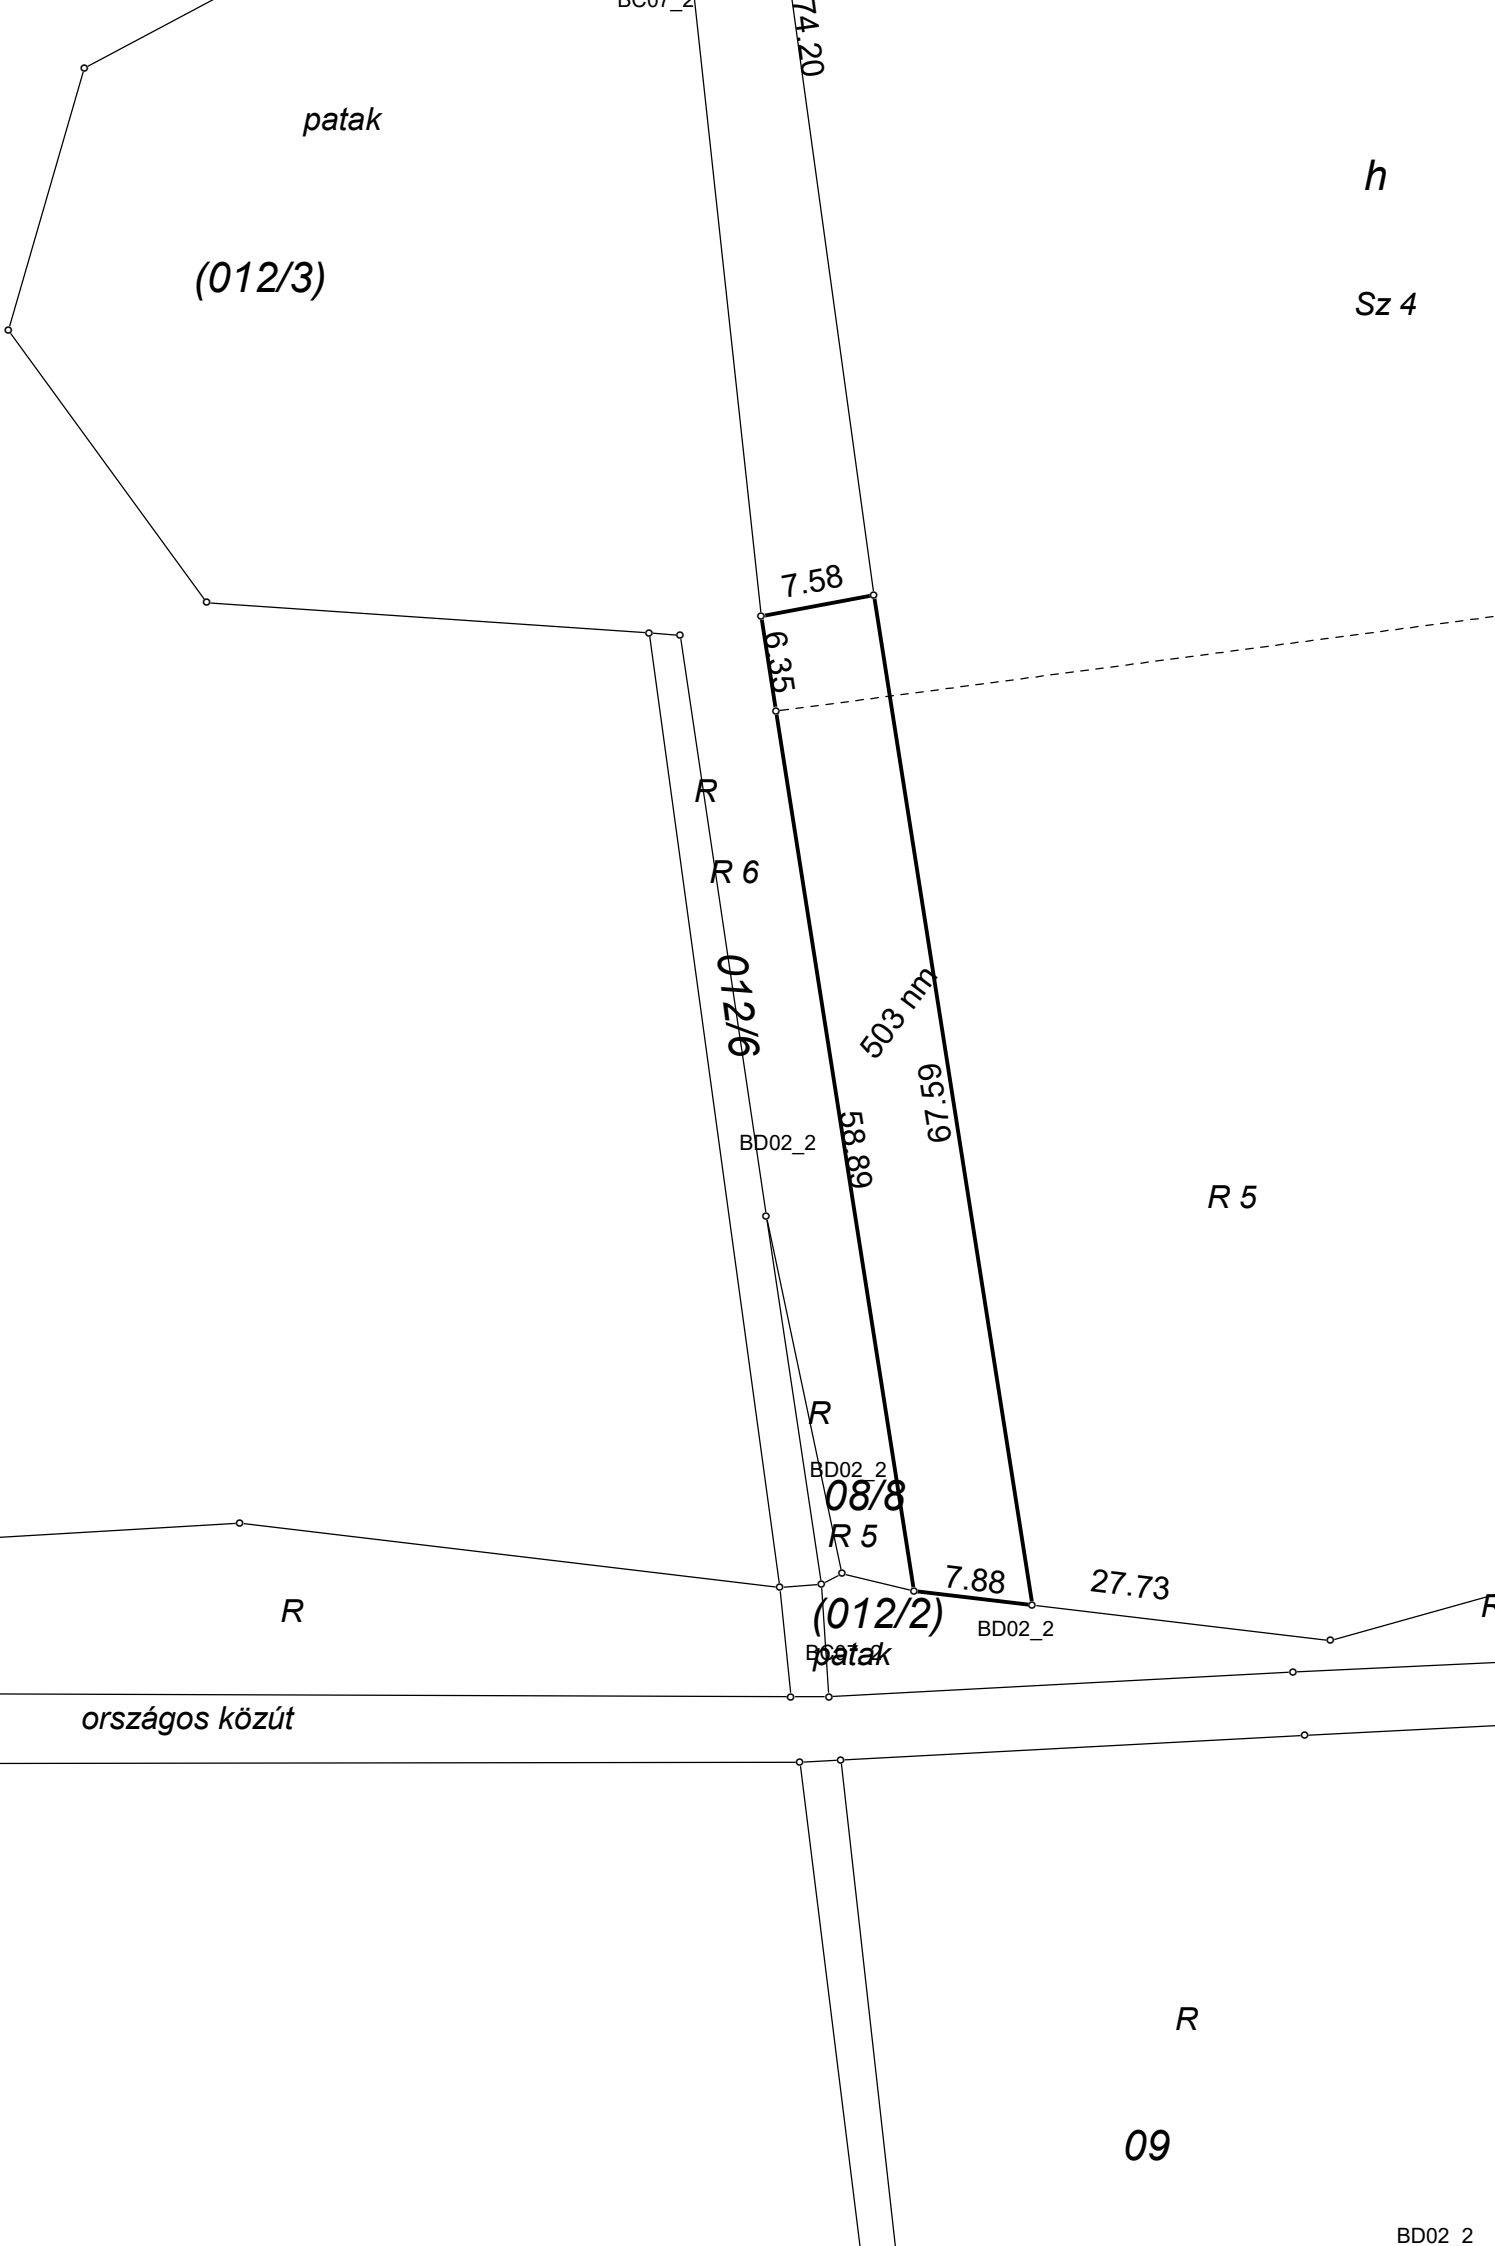 BC07_2
74.20
patak
h
(012/3)
Sz 4
7.58
6.35
R
R 6
012/6
503 nm
67.59
58.89
BD02_2
R 5
R
BD02_2
08/8
R 5
7.88
27.73
R
(012/2)
R
BD02_2
BC07_2
patak
országos közút
R
09
BD02_2